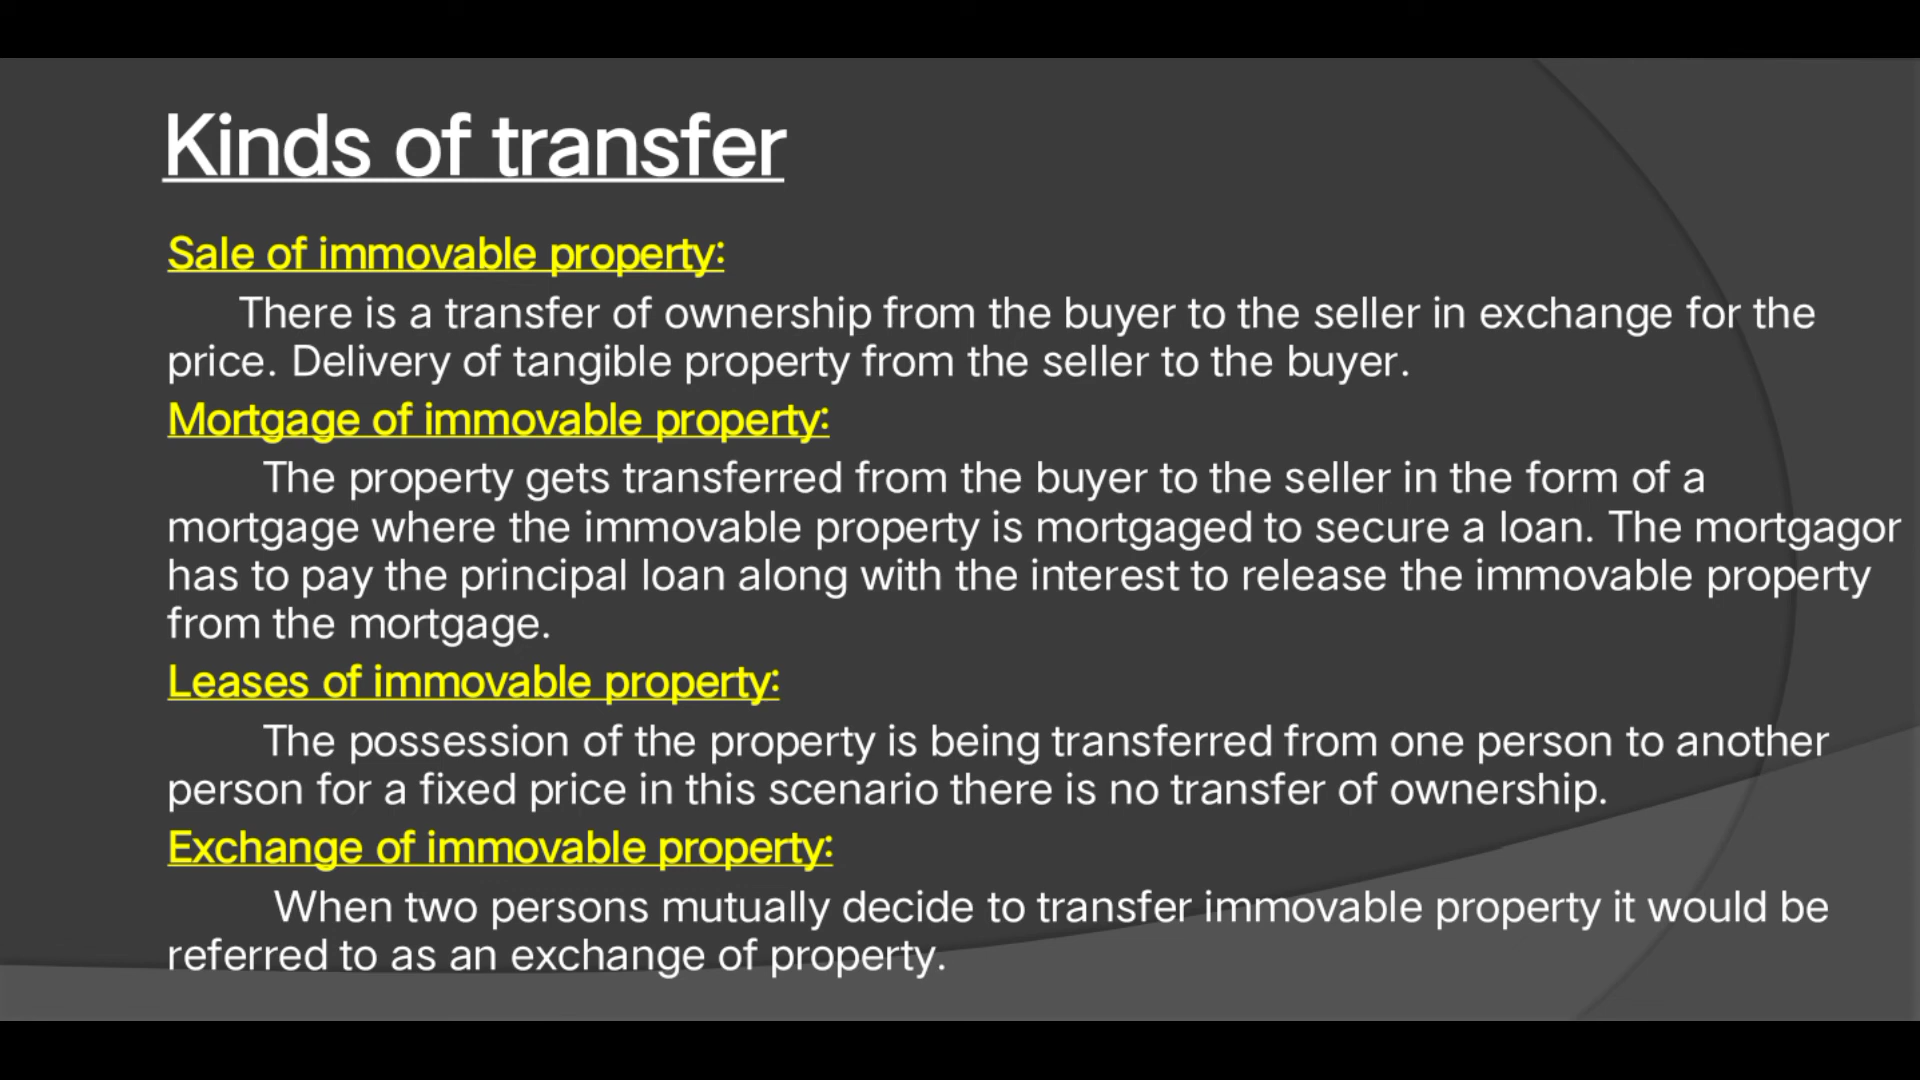 Kinds of transfer
Sale of immovable property:
There is a transfer of ownership from the buyer to the seller in exchange for the
price. Delivery of tangible property from the seller to the buyer.
Mortgage of immovable property:
The property gets transferred from the buyer to the seller in the form of a
mortgage where the immovable property is mortgaged to secure a loan. The mortgagor
has to pay the principal loan along with the interest to release the immovable property
from the mortgage.
Leases of immovable property:
The possession of the property is being transferred from one person to another
person for a fixed price in this scenario there is no transfer of ownership.
Exchange of immovable property:
When two persons mutually decide to transfer immovable property it would be
referred to as an exchange of property.